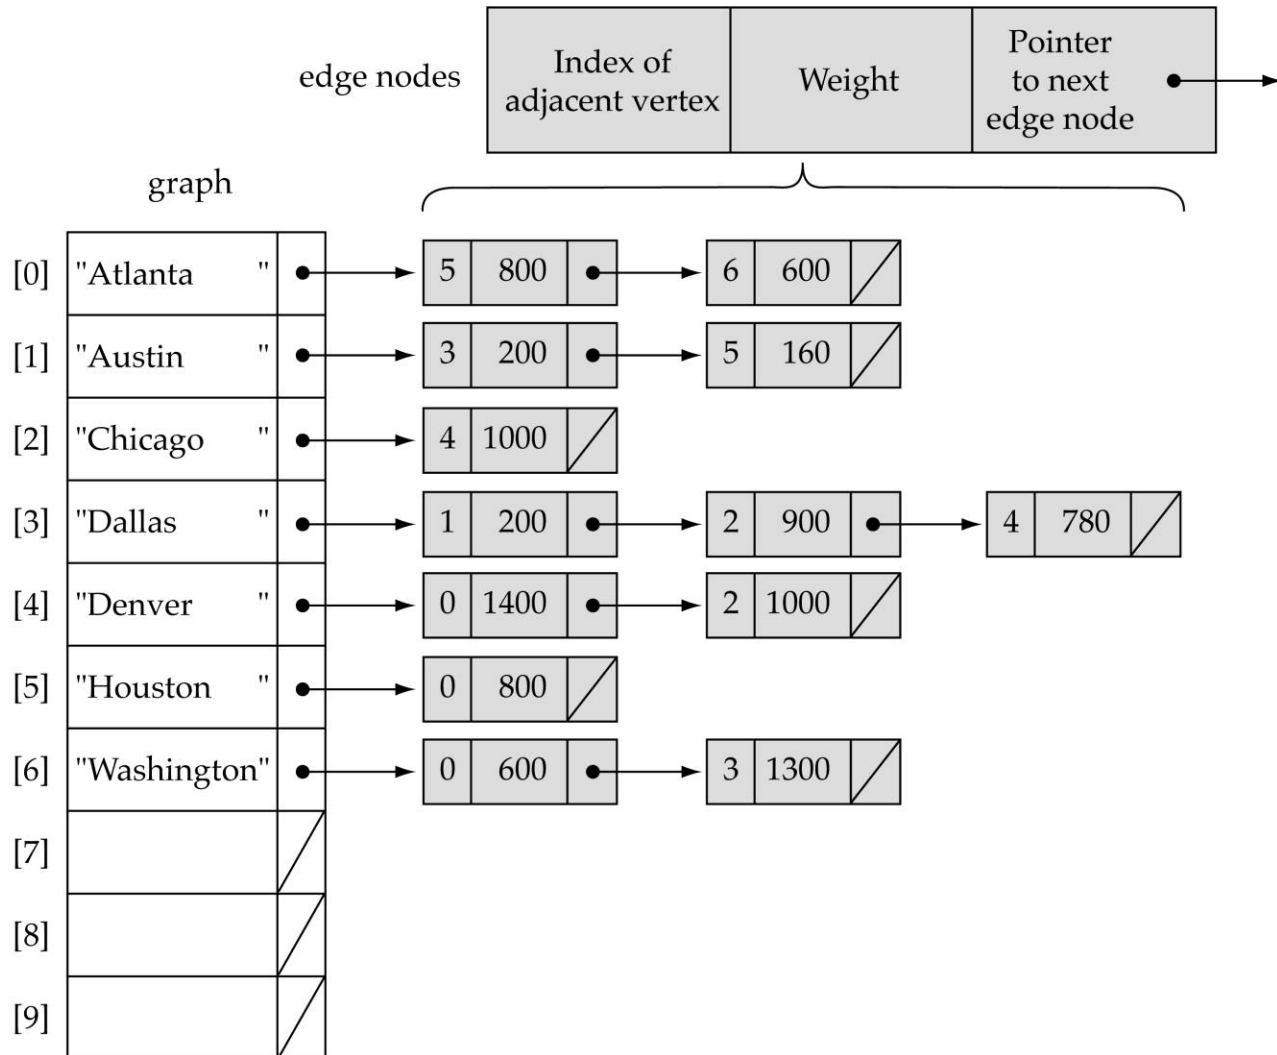 edge nodes
Index of
adjacent vertex
Weight
Pointer
to next
edge node
graph
[0] "Atlanta " 5 800 6 600
[1] "Austin " 3 200 5 160
[2] "Chicago " 4 1000
[3] "Dallas " 1 200 2 900 4 780
[4] "Denver " 0 1400 2 1000
[5] "Houston " 0 800
[6] "Washington" 0 600 3 1300
[7]
[8]
[9]